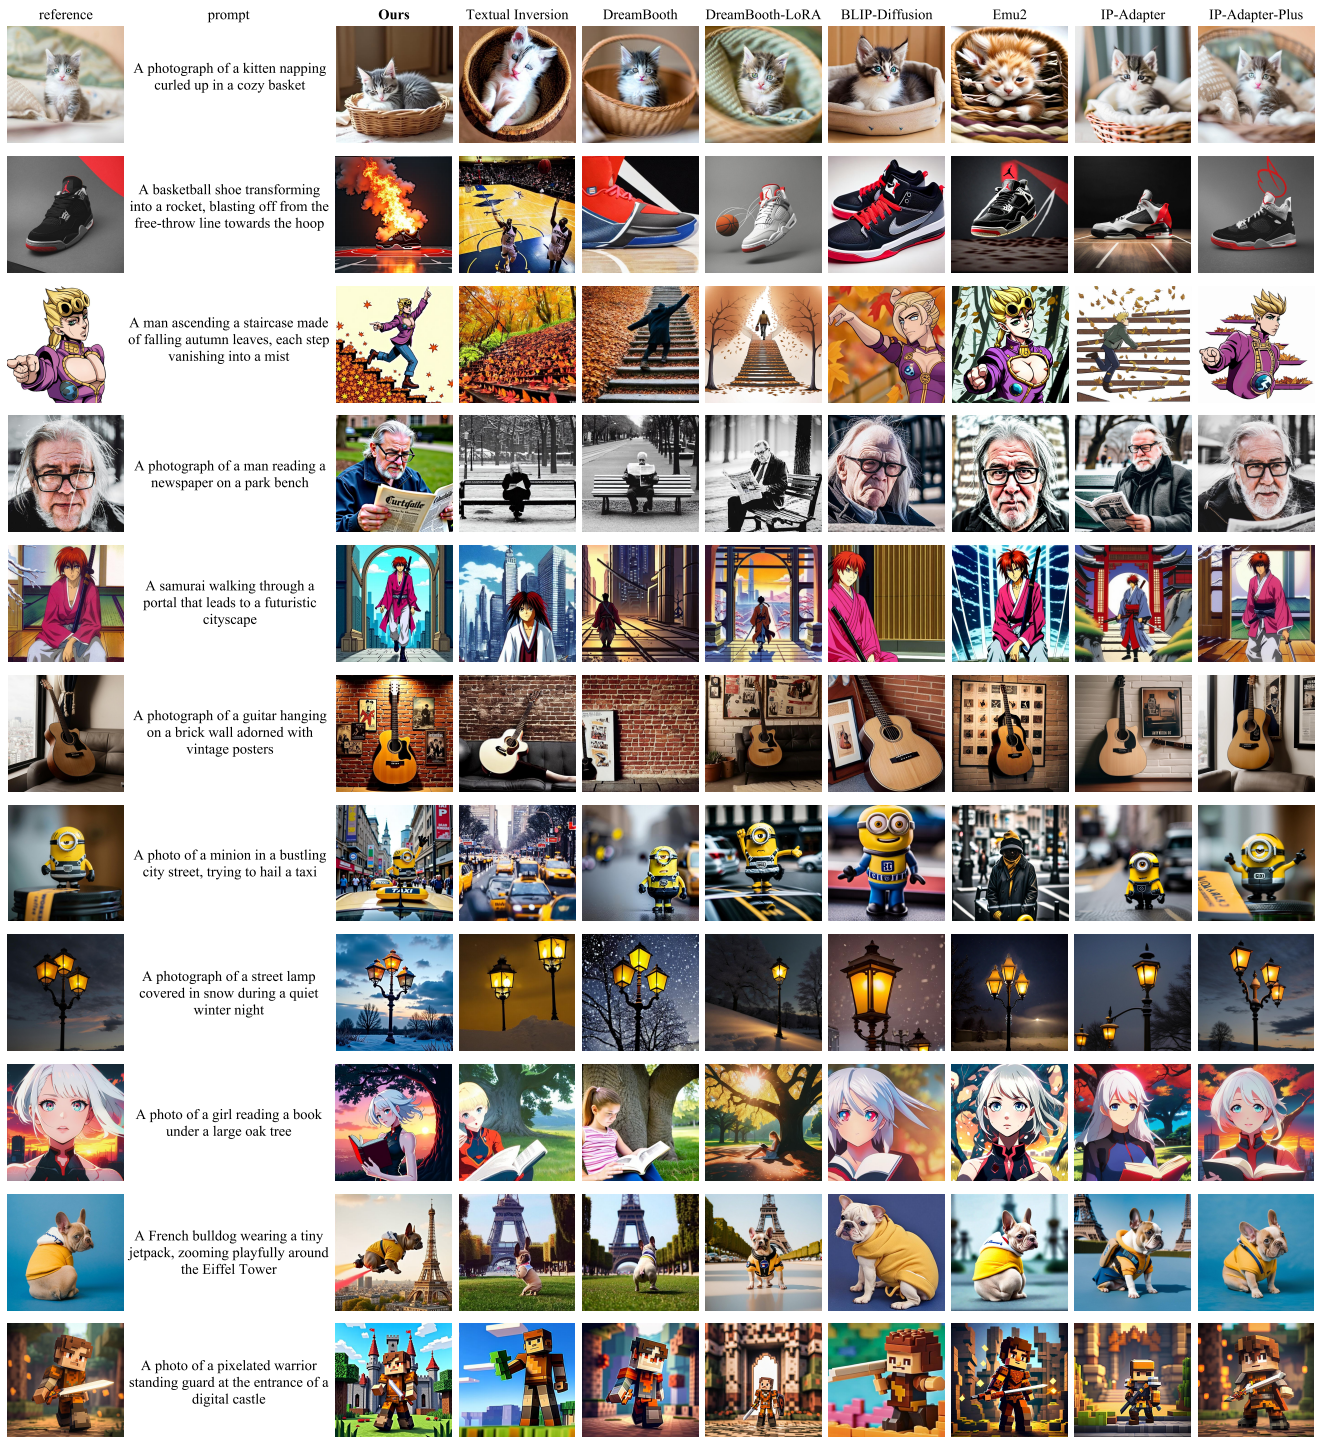 reference prompt Ours Textual Inversion DreamBooth DreamBooth-LoRA BLIP-Diffusion Emu2 IP-Adapter IP-Adapter-Plus
A photograph of a kitten napping
curled up in a cozy basket
A basketball shoe transforming
into a rocket, blasting off from the
free-throw line towards the hoop
A man ascending a staircase made
of falling autumn leaves, each step
vanishing into a mist
A photograph of a man reading a
newspaper on a park bench
A samurai walking through a
portal that leads to a futuristic
cityscape
A photograph of a guitar hanging
on a brick wall adorned with
vintage posters
A photo of a minion in a bustling
city street, trying to hail a taxi
TAXI
A photograph of a street lamp
covered in snow during a quiet
winter night
A photo of a girl reading a book
under a large oak tree
A French bulldog wearing a tiny
jetpack, zooming playfully around
the Eiffel Tower
A photo of a pixelated warrior
standing guard at the entrance of a
digital castle